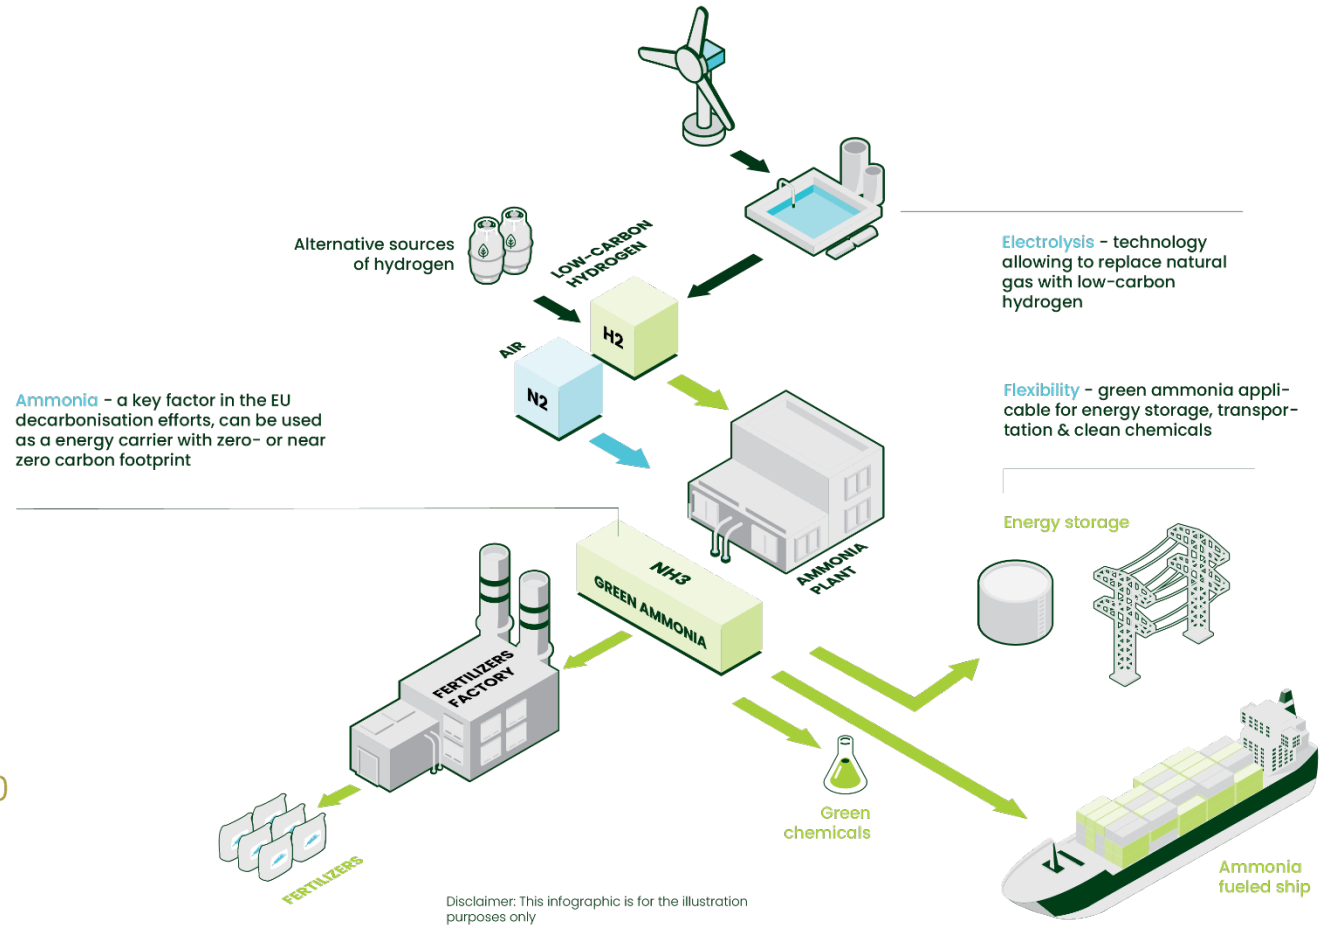 Alternative sources
of hydrogen
LOW-CARBON
HYDROGEN
H2
AIR
N2
Electrolysis - technology
allowing to replace natural
gas with low-carbon
hydrogen
Ammonia - a key factor in the EU
decarbonisation efforts, can be used
as a energy carrier with zero- or near
zero carbon footprint
Flexibility - green ammonia appli-
cable for energy storage, transpor-
tation & clean chemicals
AMMONIA
PLANT
NH3
GREEN AMMONIA
Energy storage
FERTILIZERS
FACTORY
Green
chemicals
FERTILIZERS
Ammonia
fueled ship
Disclaimer: This infographic is for the illustration
purposes only